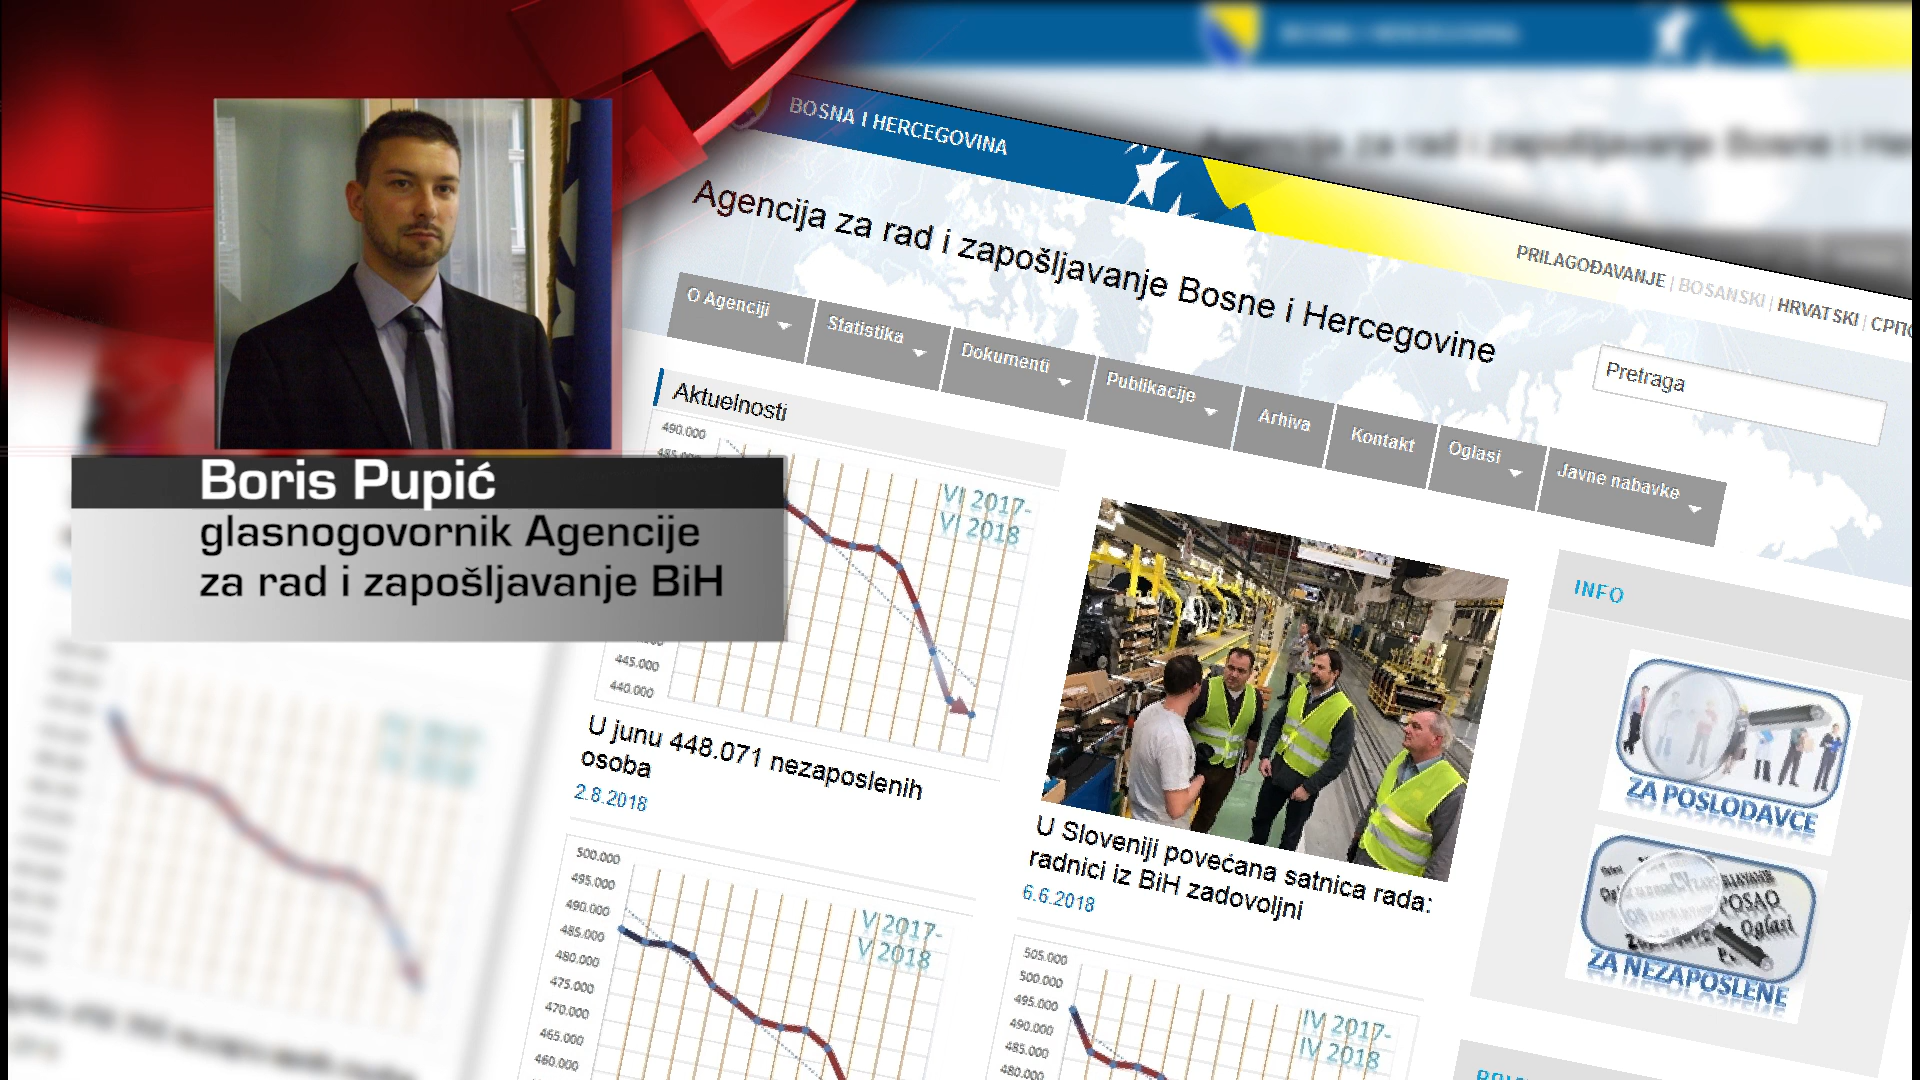 BOSNA I HERCEGOVINA
Agencija za rad i zapošljavanje Bosne i Hercegovine
PRILAGOĐAVANJE | BOSANSKI | HRVATSKI |
Pretraga
O Agenciji
Statistika
Dokumenti
Publikacije
Arhiva
Kontakt
Oglasi
Javne nabavke
Aktuelnosti
490.000
485.000
445.000
440.000
VI 2017-
VI 2018
Boris Pupić
glasnogovornik Agencije
za rad i zapošljavanje BiH
U junu 448.071 nezaposlenih
osoba
2.8.2018
U Sloveniji povećana satnica rada:
radnici iz BiH zadovoljni
6.6.2018
INFO
ZA POSLODAVCE
POSAO
Oglasi
ZA NEZAPOSLENE
500.000
495.000
490.000
485.000
480.000
475.000
470.000
465.000
460.000
V 2017-
V 2018
505.000
500.000
495.000
490.000
485.000
480.000
IV 2017-
IV 2018